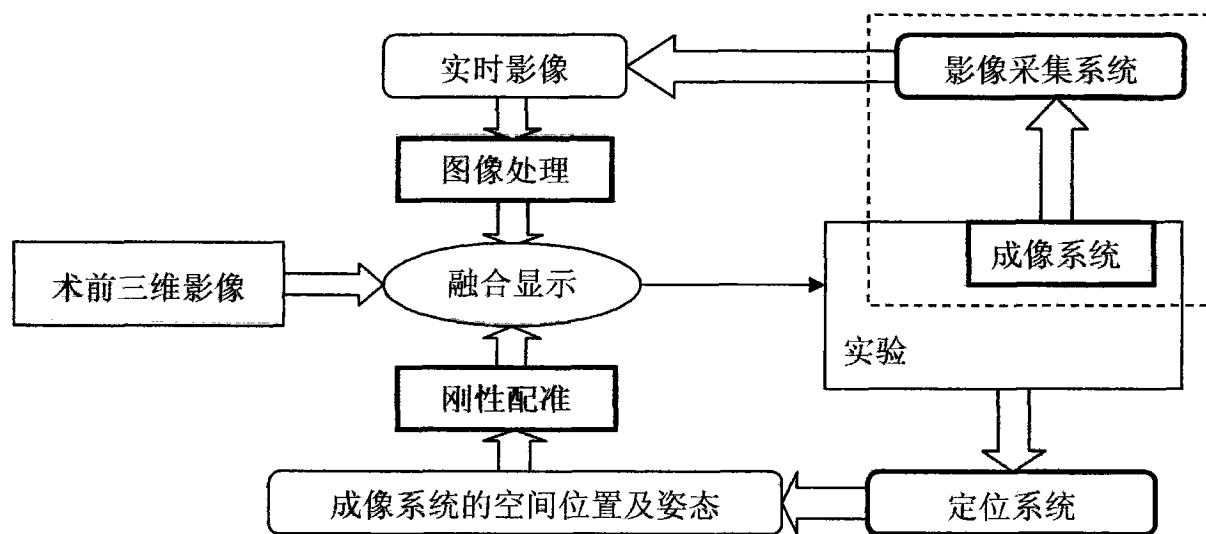 实时影像
影像采集系统
图像处理
成像系统
术前三维影像
融合显示
实验
刚性配准
成像系统的空间位置及姿态
定位系统